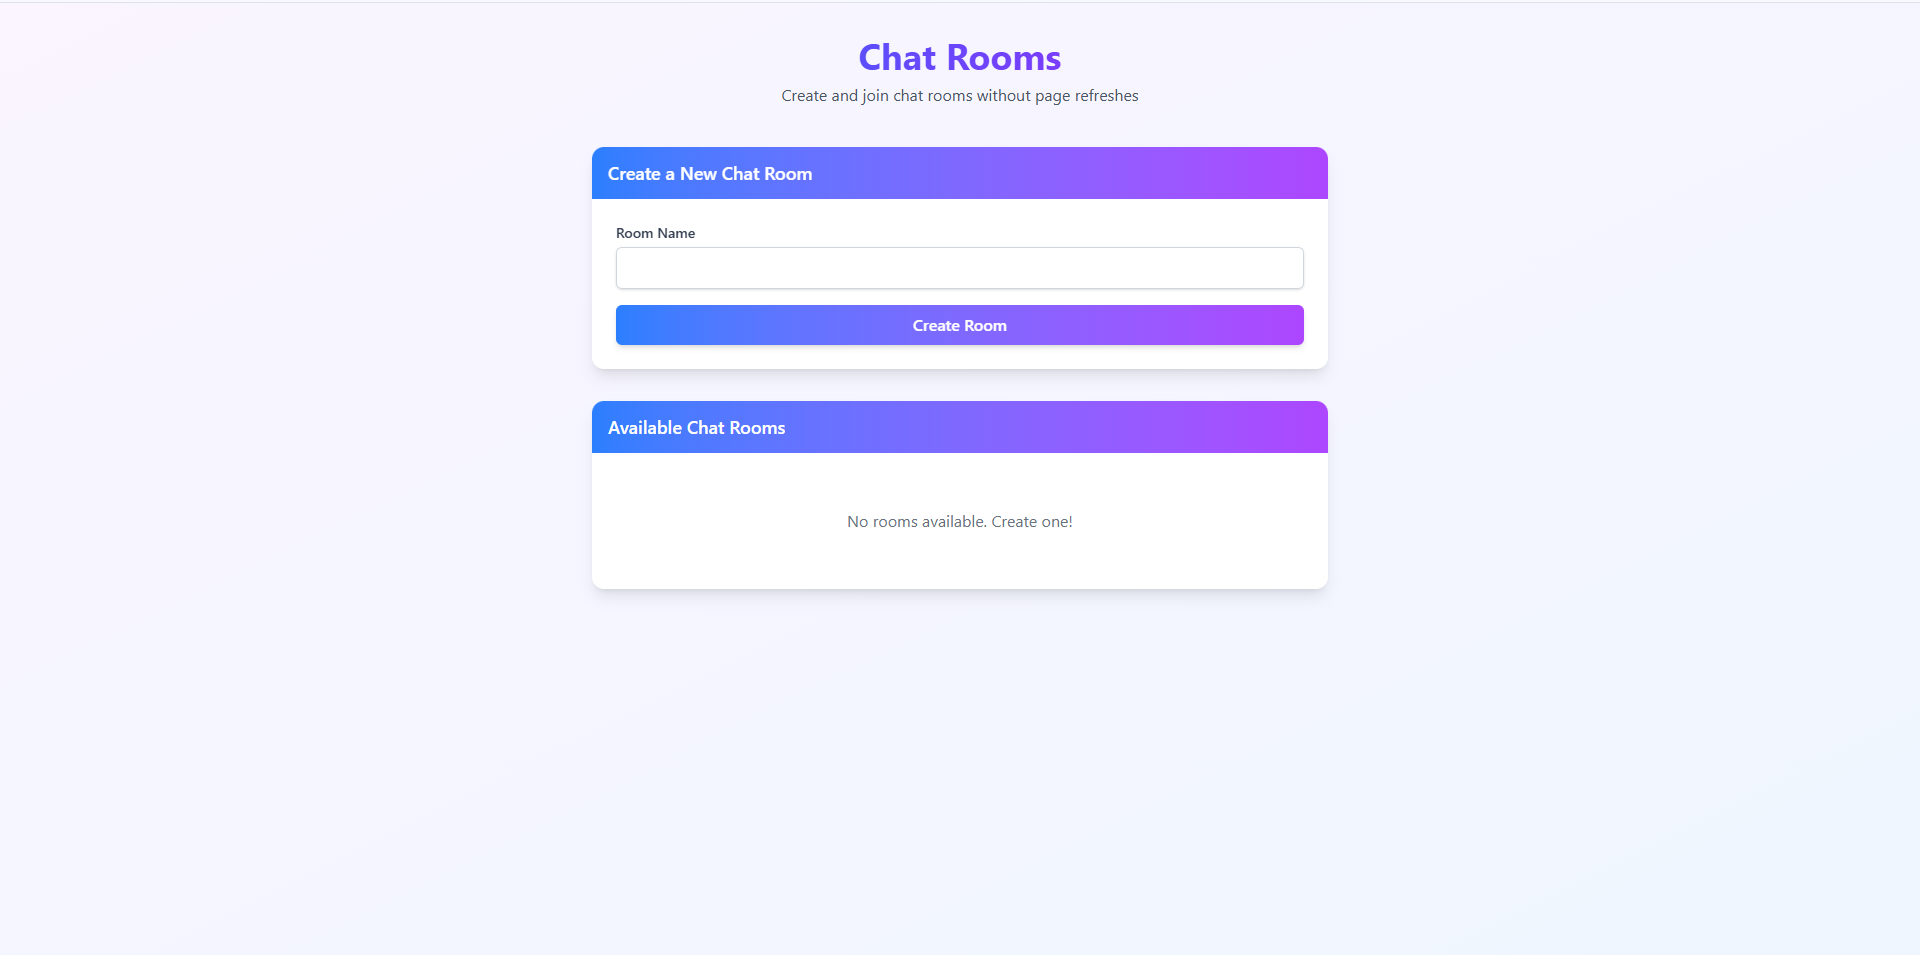 Chat Rooms
Create and join chat rooms without page refreshes
Create a New Chat Room
Room Name
Create Room
Available Chat Rooms
No rooms available. Create one!